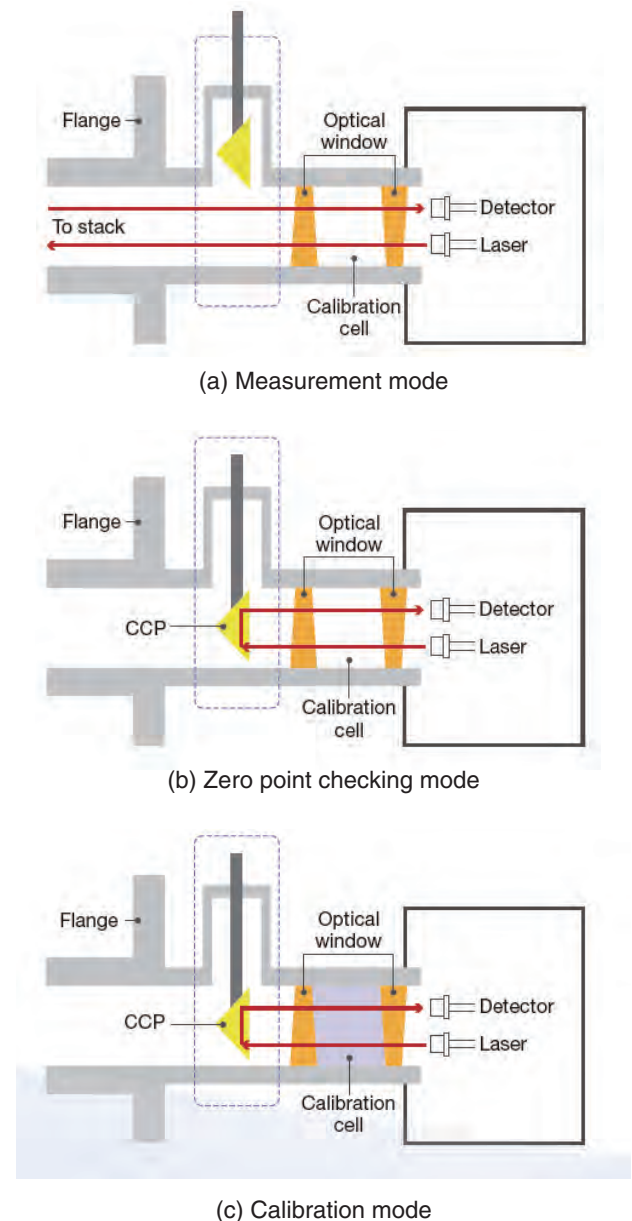 Flange
Optical
window
Detector
To stack
Laser
Calibration
cell
(a) Measurement mode
Flange
Optical
window
Detector
CCP
Laser
Calibration
cell
(b) Zero point checking mode
Flange
Optical
window
Detector
CCP
Laser
Calibration
cell
(c) Calibration mode